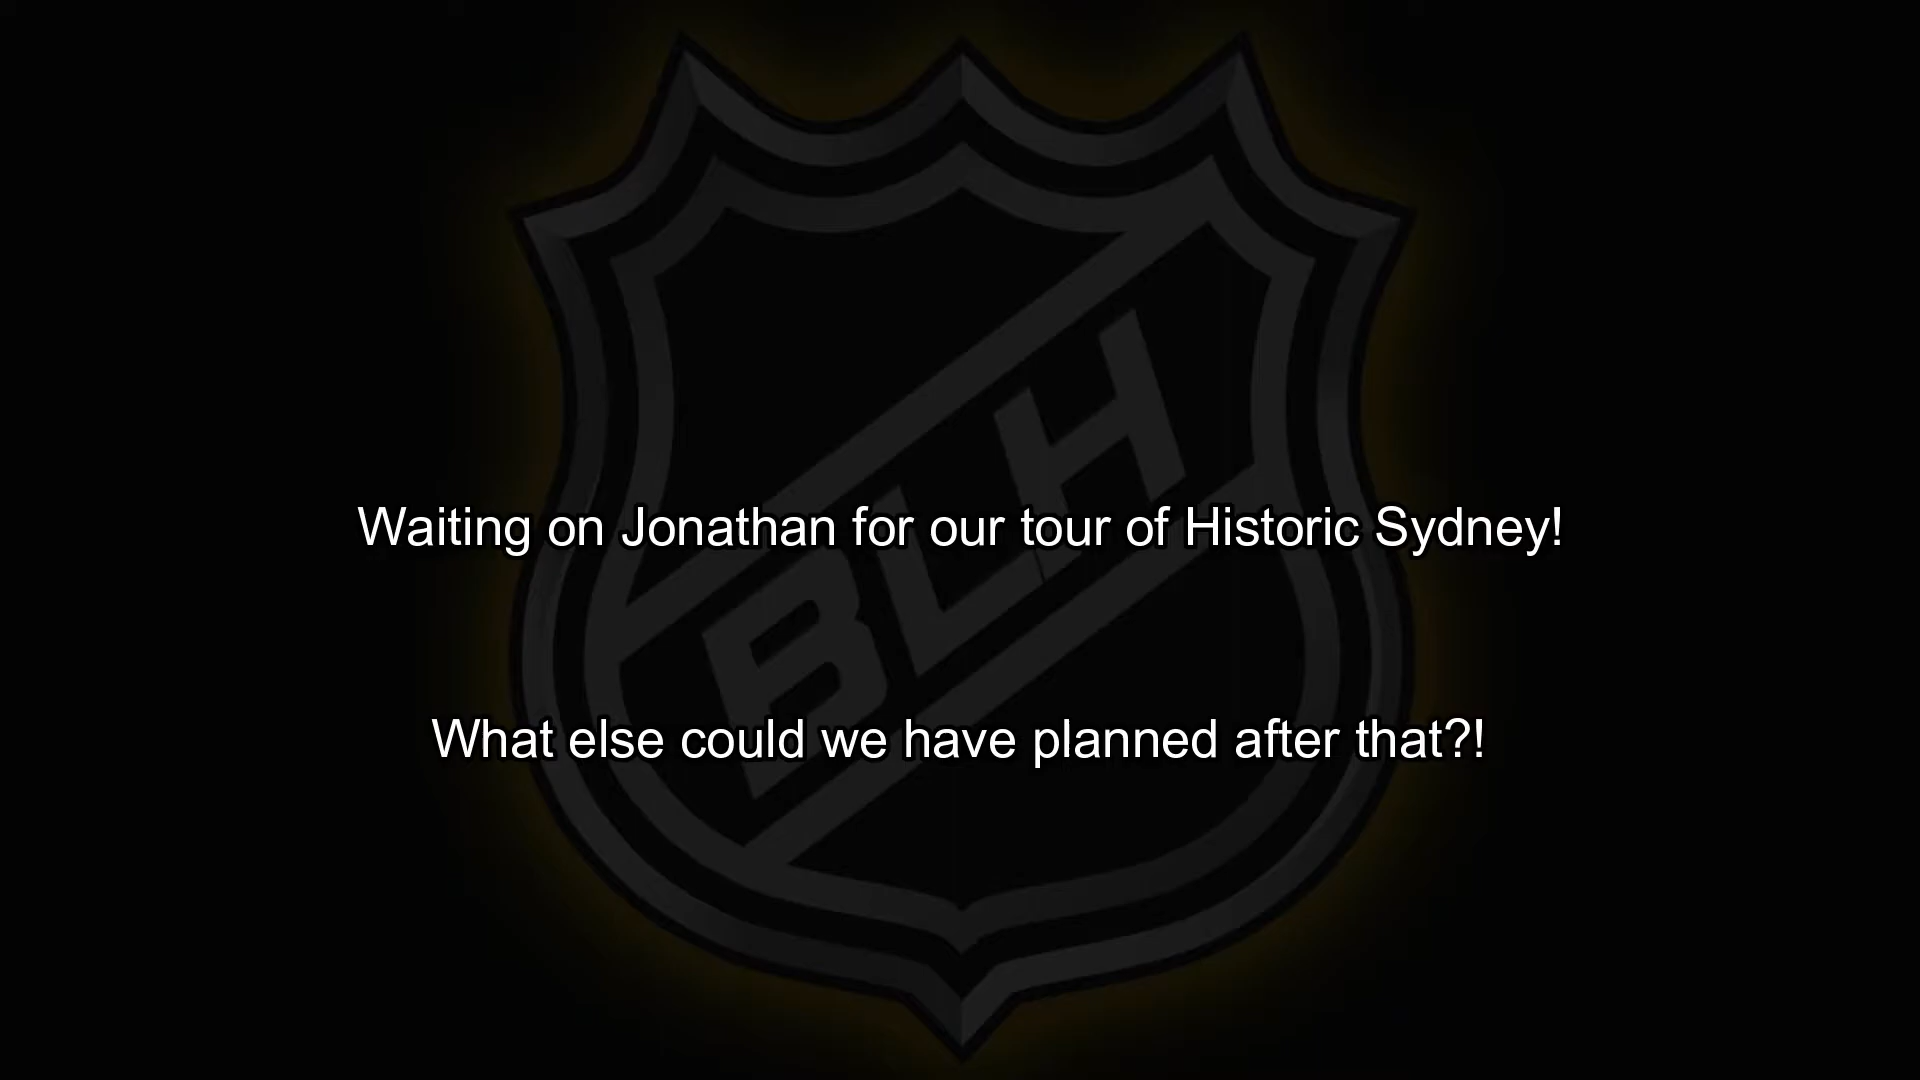 BLH
Waiting on Jonathan for our tour of Historic Sydney!
What else could we have planned after that?!